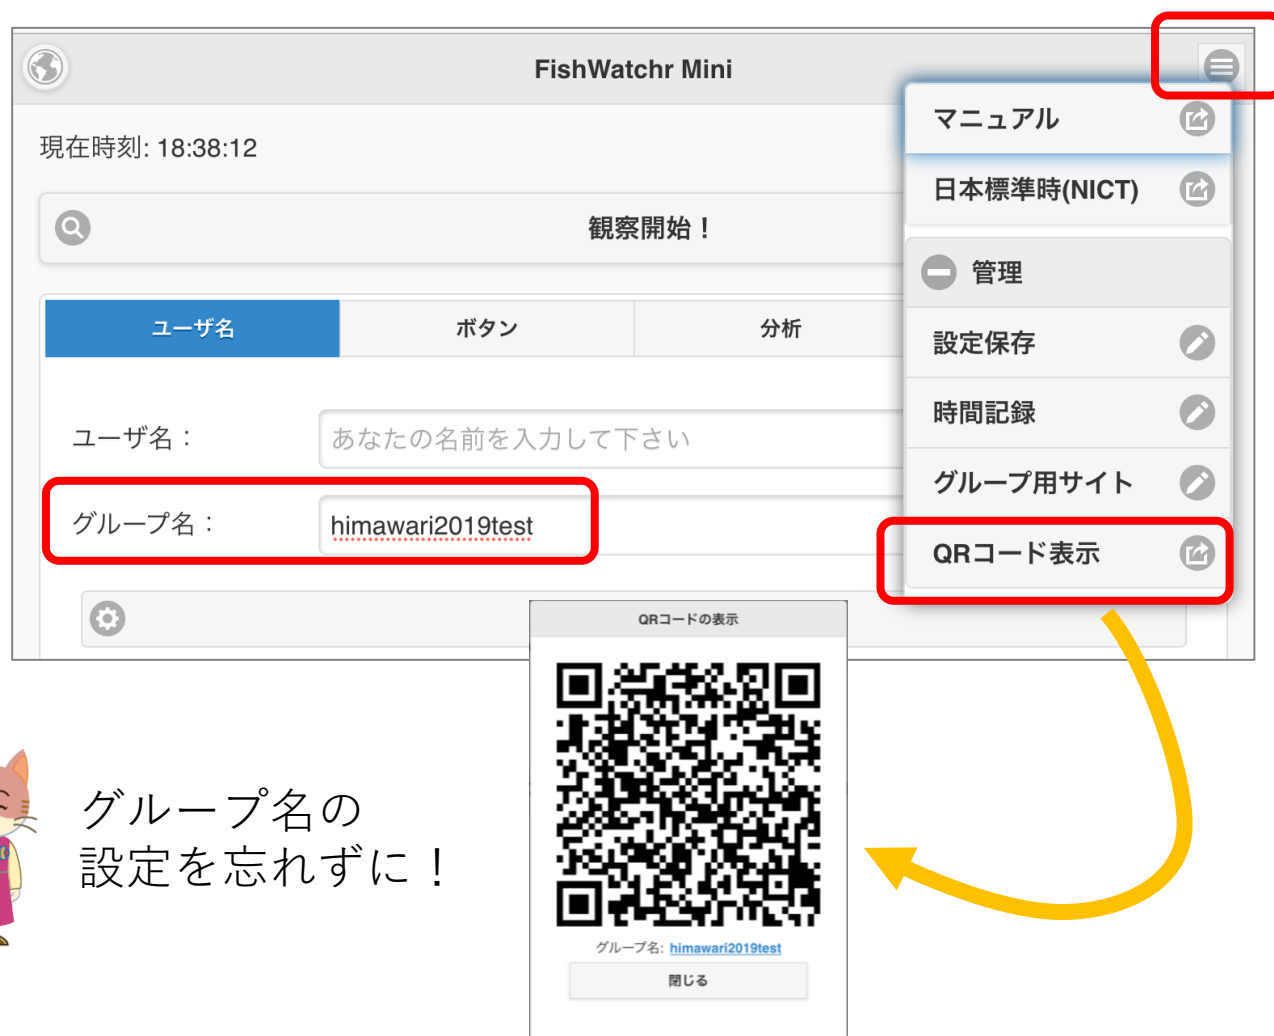 FishWatchr Mini
現在時刻: 18:38:12
観察開始！
ユーザ名
ボタン
分析
ユーザ名：
あなたの名前を入力して下さい
グループ名：
himawari2019test
マニュアル
日本標準時(NICT)
管理
設定保存
時間記録
グループ用サイト
QRコード表示
QRコードの表示
グループ名: himawari2019test
閉じる
グループ名の
設定を忘れずに！